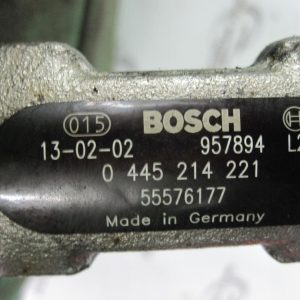 015 BOSCH
13-02-02 957894 L2
0 445 214 221
55576177
Made in Germany